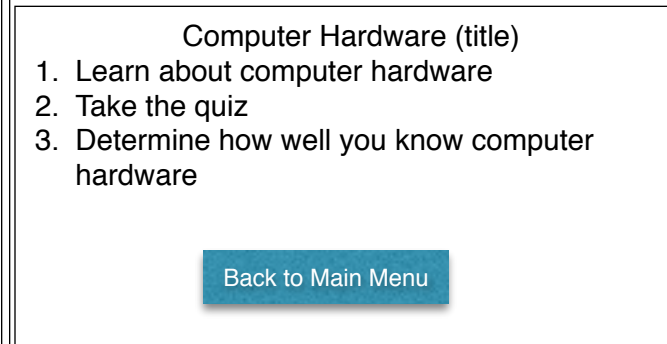 Computer Hardware (title)
1. Learn about computer hardware
2. Take the quiz
3. Determine how well you know computer
hardware
Back to Main Menu